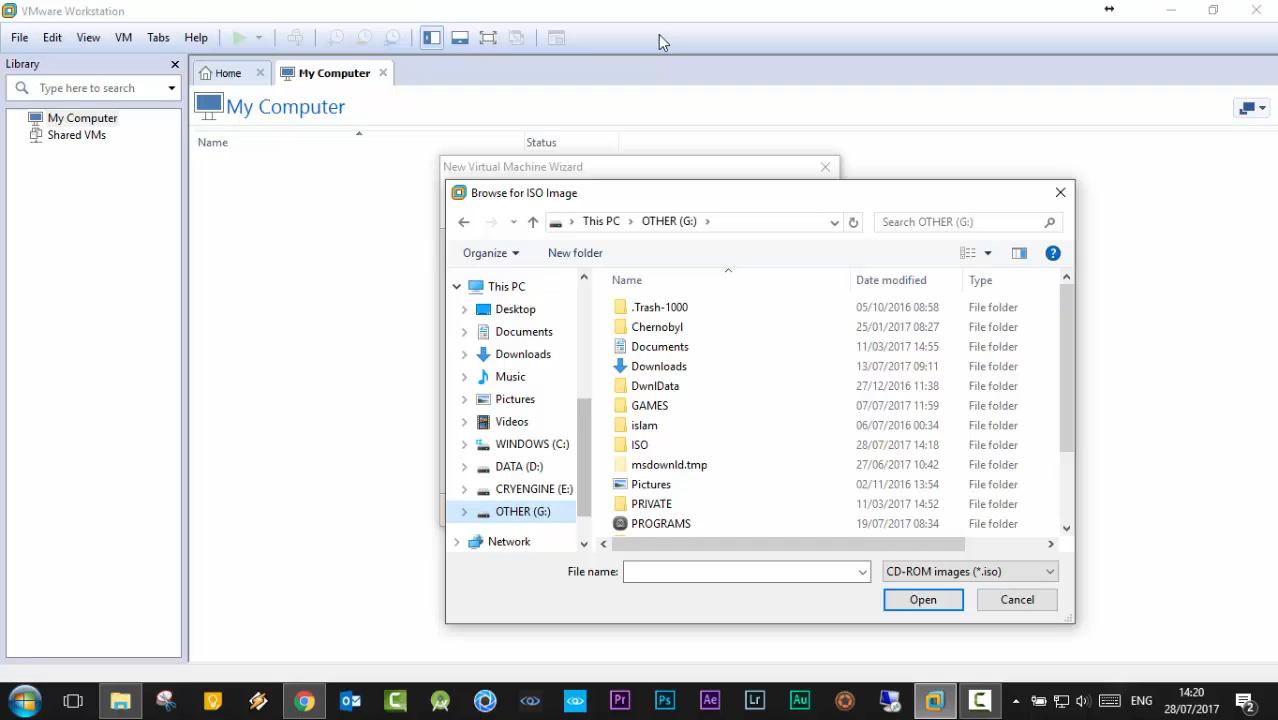 VMware Workstation
File Edit View VM Tabs Help
Library
Type here to search
My Computer
Shared VMs
Home
My Computer
My Computer
Name Status
New Virtual Machine Wizard
Browse for ISO Image
This PC OTHER (G:)
Search OTHER (G:)
Organize New folder
This PC
Desktop
Documents
Downloads
Music
Pictures
Videos
WINDOWS (C:)
DATA (D:)
CRYENGINE (E:)
OTHER (G:)
Network
Name Date modified Type
.Trash-1000 05/10/2016 08:58 File folder
Chernobyl 25/01/2017 08:27 File folder
Documents 11/03/2017 14:55 File folder
Downloads 13/07/2017 09:11 File folder
DwnlData 27/12/2016 11:38 File folder
GAMES 07/07/2017 11:59 File folder
islam 06/07/2016 00:34 File folder
ISO 28/07/2017 14:18 File folder
msdownld.tmp 27/06/2017 10:42 File folder
Pictures 02/11/2016 13:54 File folder
PRIVATE 11/03/2017 14:52 File folder
PROGRAMS 19/07/2017 08:34 File folder
File name: CD-ROM images (*.iso)
Open Cancel
Pr Ps Ae Lr Au
ENG
14:20
28/07/2017
2